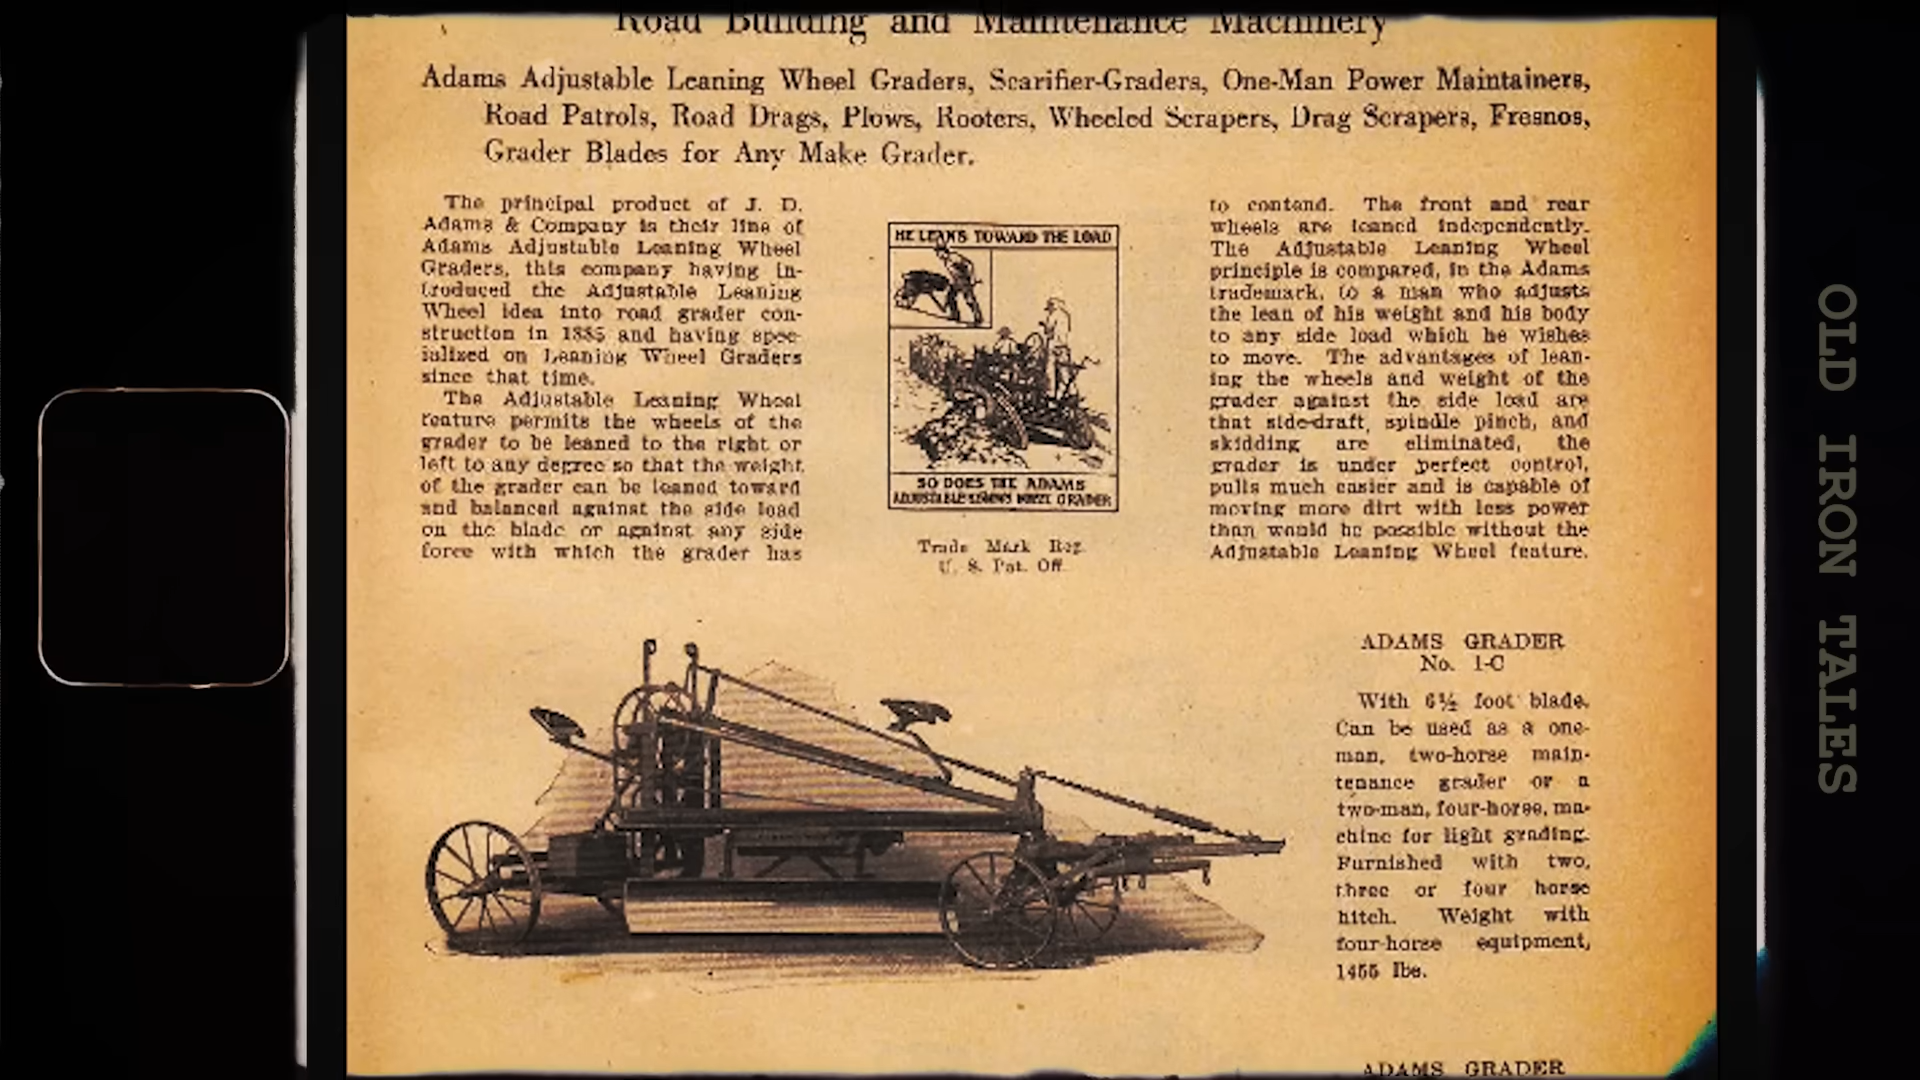 Road Building and Maintenance Machinery
Adams Adjustable Leaning Wheel Graders, Scarifier-Graders, One-Man Power Maintainers,
Road Patrols, Road Drags, Plows, Rooters, Wheeled Scrapers, Drag Scrapers, Fresnos,
Grader Blades for Any Make Grader.
The principal product of J. D.
Adams & Company is their line of
Adams Adjustable Leaning Wheel
Graders, this company having in-
troduced the Adjustable Leaning
Wheel idea into road grader con-
struction in 1885 and having spec-
ialized on Leaning Wheel Graders
since that time.
The Adjustable Leaning Wheel
feature permits the wheels of the
grader to be leaned to the right or
left to any degree so that the weight
of the grader can be leaned toward
and balanced against the side load
on the blade or against any side
force with which the grader has
HE LEANS TOWARD THE LOAD
SO DOES THE ADAMS
ADJUSTABLE LEANING WHEEL GRADER
Trade Mark Reg.
U. S. Pat. Off.
to contend. The front and rear
wheels are leaned independently.
The Adjustable Leaning Wheel
principle is compared, in the Adams
trademark, to a man who adjusts
the lean of his weight and his body
to any side load which he wishes
to move. The advantages of lean-
ing the wheels and weight of the
grader against the side load are
that side-draft, spindle pinch, and
skidding are eliminated, the
grader is under perfect control,
pulls much easier and is capable of
moving more dirt with less power
than would be possible without the
Adjustable Leaning Wheel feature.
ADAMS GRADER
No. 1-C
With 6½ foot blade.
Can be used as a one-
man, two-horse main-
tenance grader or a
two-man, four-horse, ma-
chine for light grading.
Furnished with two,
three or four horse
hitch. Weight with
four-horse equipment,
1455 lbs.
ADAMS GRADER
OLD IRON TALES